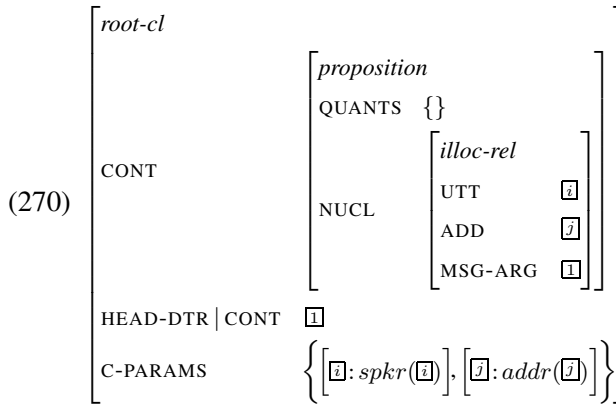 root-cl
proposition
QUANTS {}
illoc-rel
CONT
UTT i
(270)
NUCL
ADD j
MSG-ARG 1
HEAD-DTR | CONT 1
C-PARAMS { [ i : spkr( i ) ], [ j : addr( j ) ] }